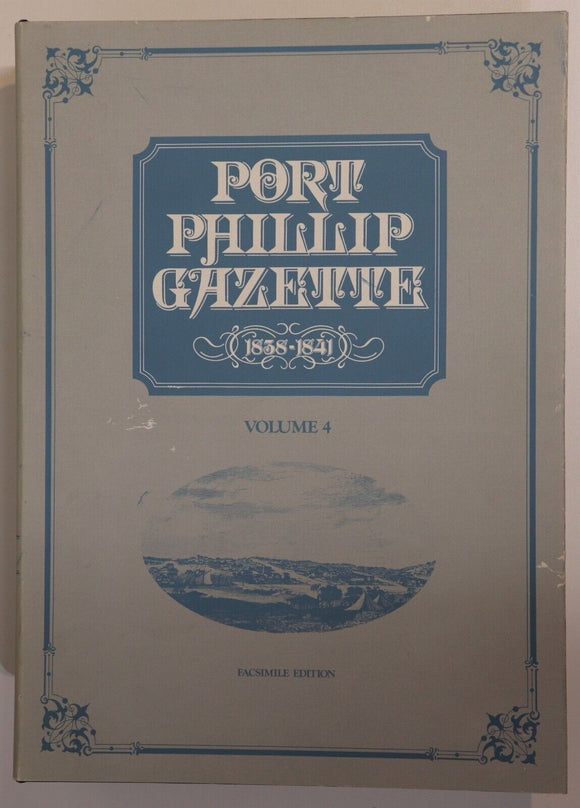 PORT
PHILLIP
GAZETTE
1838-1841
VOLUME 4
FACSIMILE EDITION